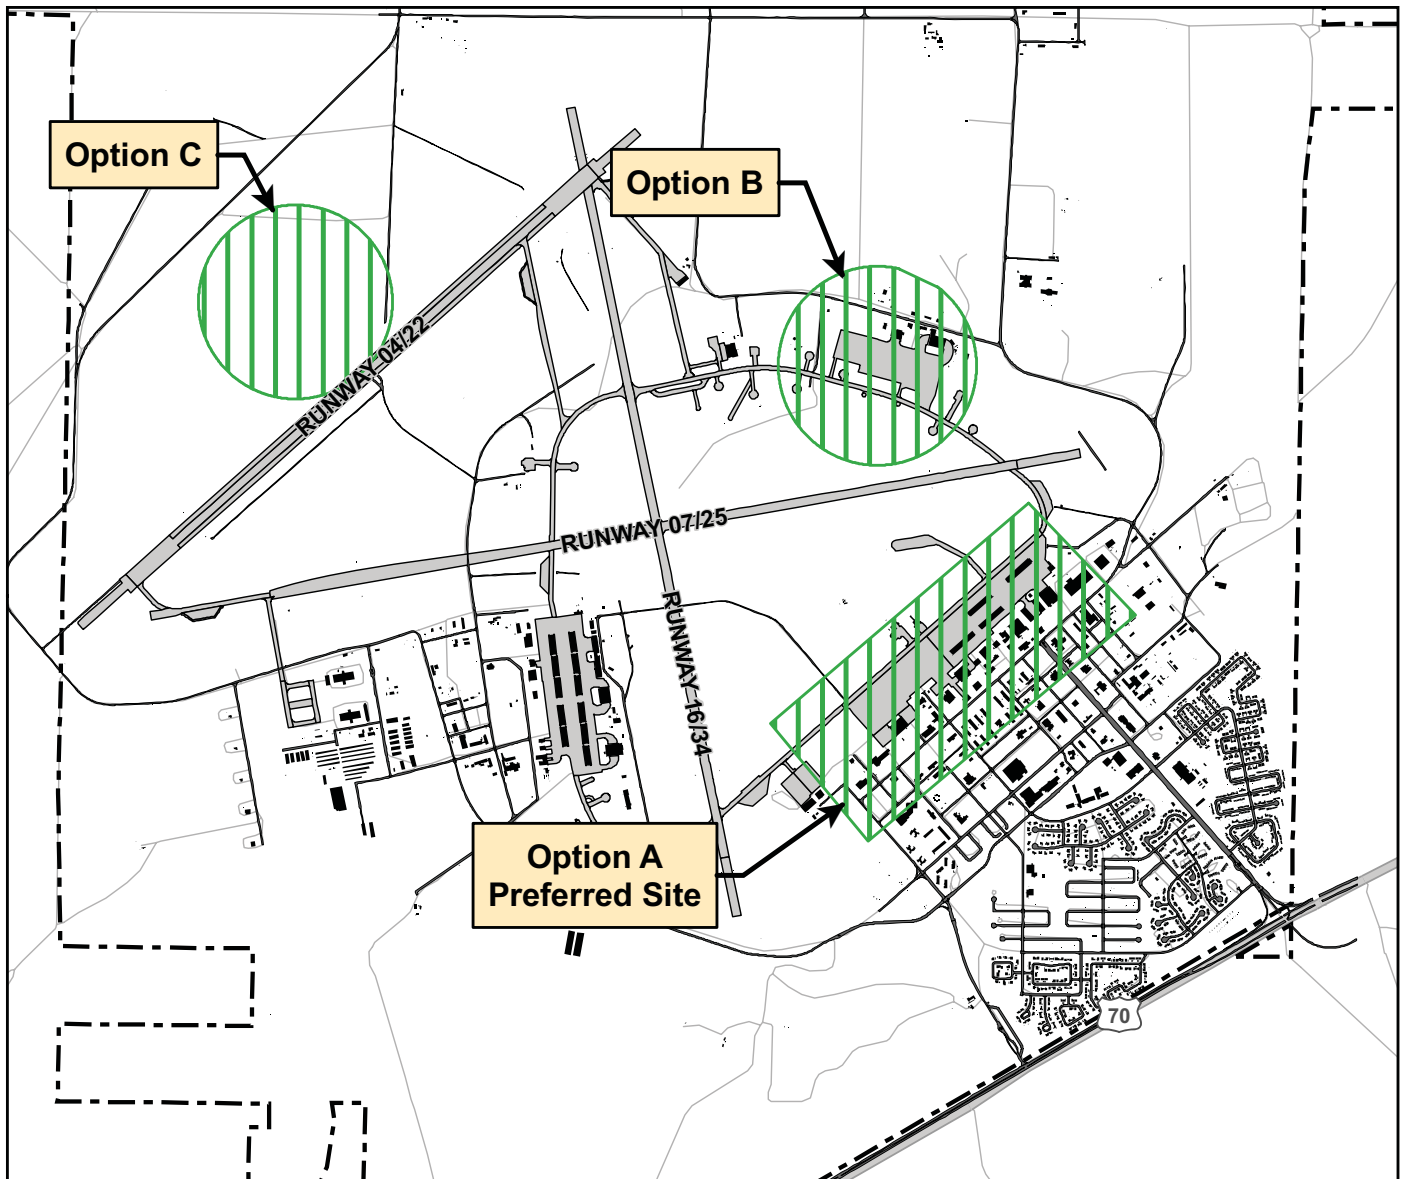 Option C
Option B
RUNWAY 04/22
RUNWAY 07/25
RUNWAY 16/34
Option A
Preferred Site
70